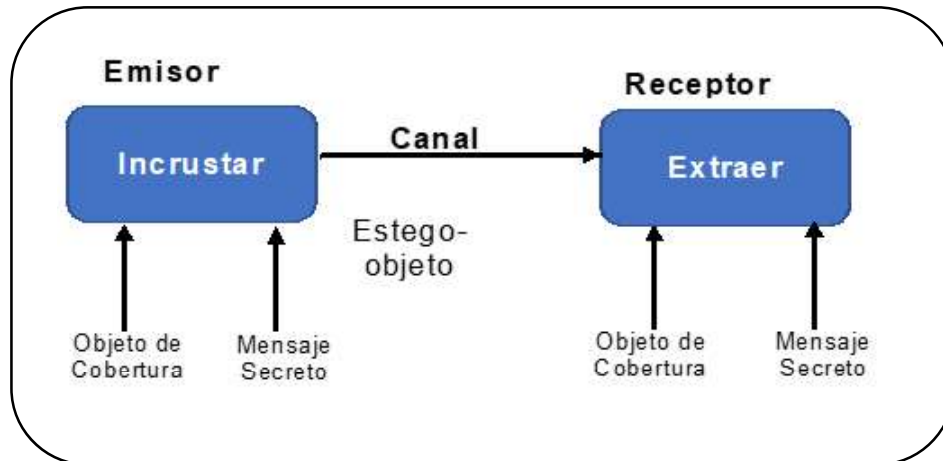 Emisor
Receptor
Incrustar
Canal
Extraer
Estego-
objeto
Objeto de
Cobertura
Mensaje
Secreto
Objeto de
Cobertura
Mensaje
Secreto